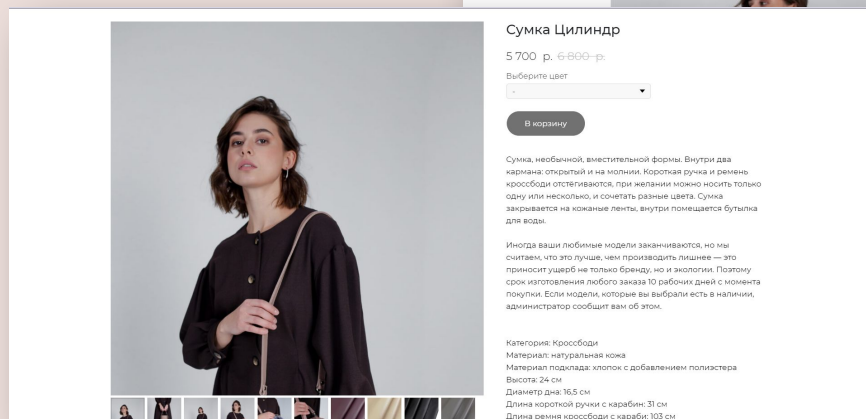 Сумка Цилиндр
5 700 р. 6 800 р.
Выберите цвет
-
В корзину
Сумка, необычной, вместительной формы. Внутри два
кармана: открытый и на молнии. Короткая ручка и ремень
кроссбоди отстёгиваются, при желании можно носить только
одну или несколько, и сочетать разные цвета. Сумка
закрывается на кожаные ленты, внутри помещается бутылка
для воды.
Иногда ваши любимые модели заканчиваются, но мы
считаем, что это лучше, чем производить лишнее — это
приносит ущерб не только бренду, но и экологии. Поэтому
срок изготовления любого заказа 10 рабочих дней с момента
покупки. Если модели, которые вы выбрали есть в наличии,
администратор сообщит вам об этом.
Категория: Кроссбоди
Материал: натуральная кожа
Материал подклада: хлопок с добавлением полиэстера
Высота: 24 см
Диаметр дна: 16,5 см
Длина короткой ручки с карабин: 31 см
Длина ремня кроссбоди с караби: 103 см